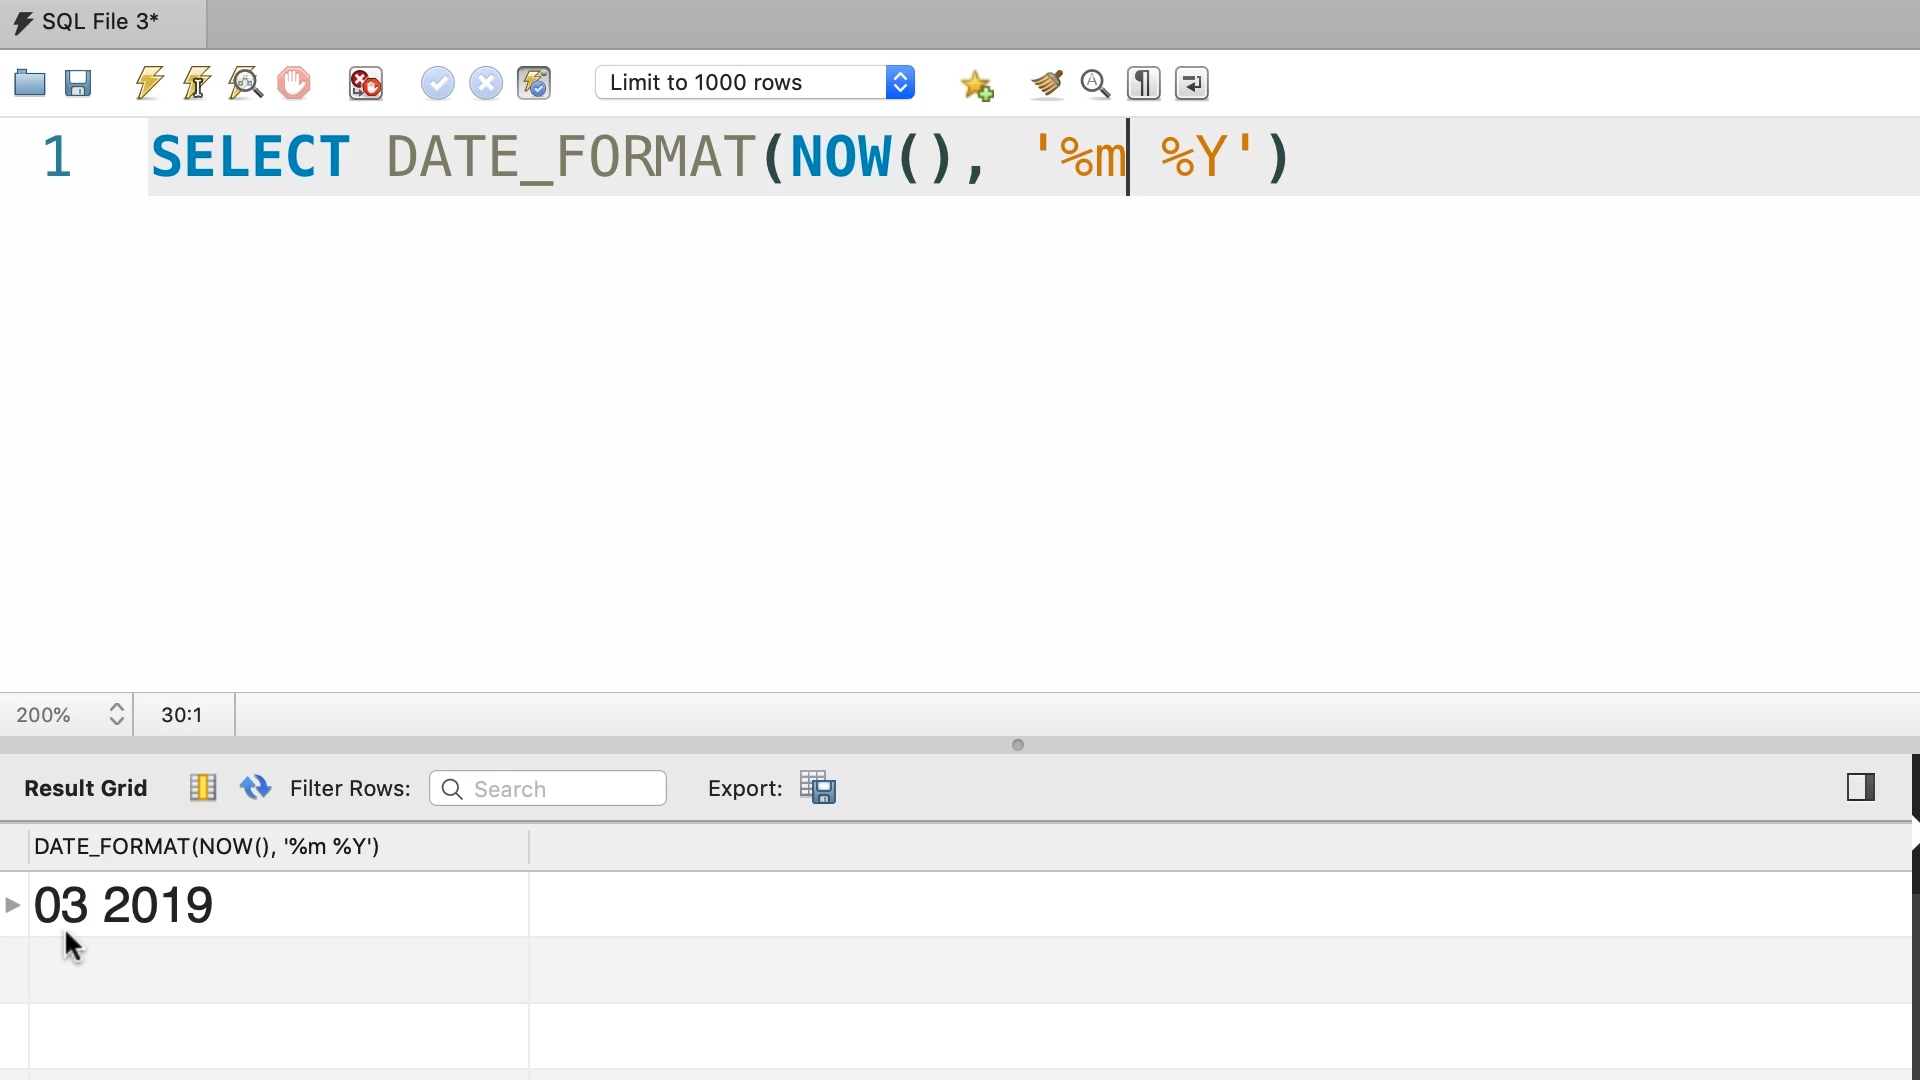 SQL File 3*
Limit to 1000 rows
1 SELECT DATE_FORMAT(NOW(), '%m %Y')
200% 30:1
Result Grid Filter Rows: Search Export:
DATE_FORMAT(NOW(), '%m %Y')
03 2019